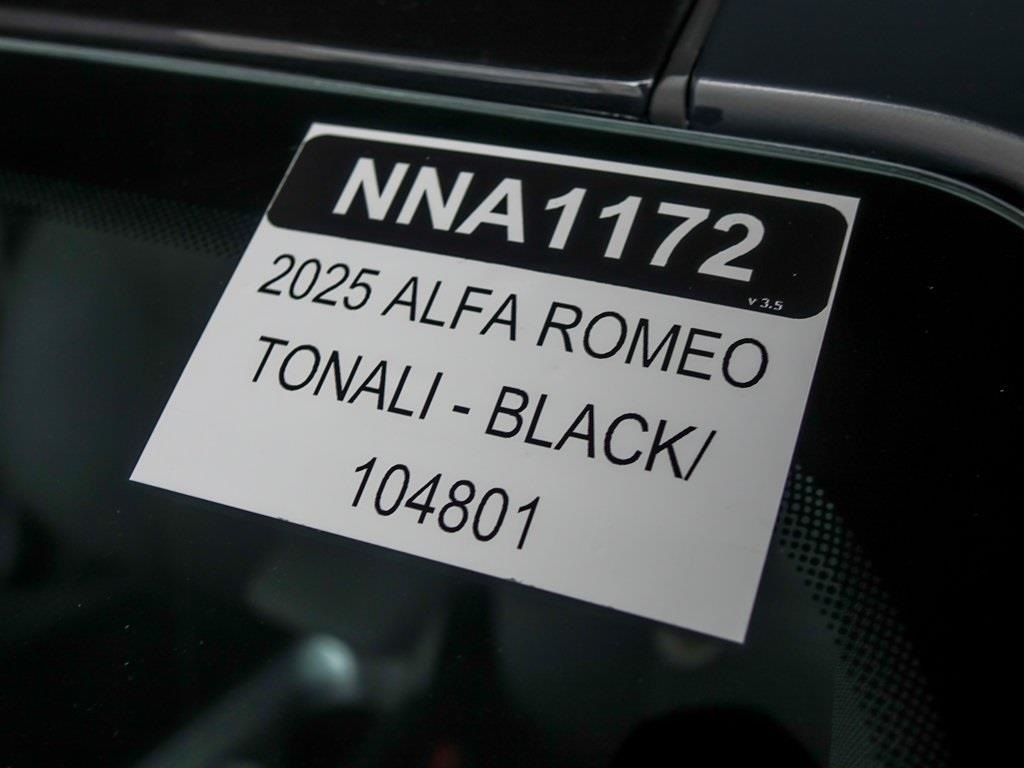 NNA1172
v 3.5
2025 ALFA ROMEO
TONALI - BLACK/
104801